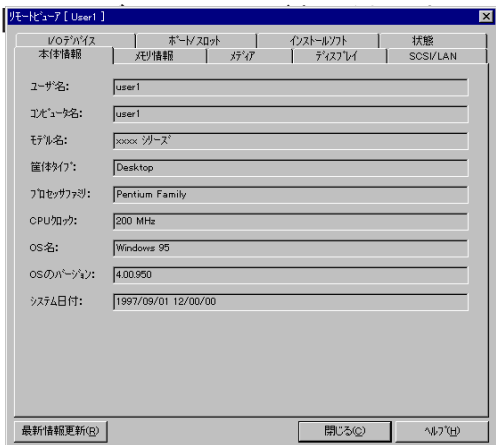 リモートビューア [ User1 ]
I/Oデバイス ポート/スロット インストールソフト 状態
本体情報 メモリ情報 メディア ディスプレイ SCSI/LAN
ユーザ名: user1
コンピュータ名: user1
モデル名: xxxx シリーズ
筐体タイプ: Desktop
プロセッサファミリ: Pentium Family
CPUクロック: 200 MHz
OS名: Windows 95
OSのバージョン: 4.00.950
システム日付: 1997/09/01 12/00/00
最新情報更新(R) 閉じる(C) ヘルプ(H)